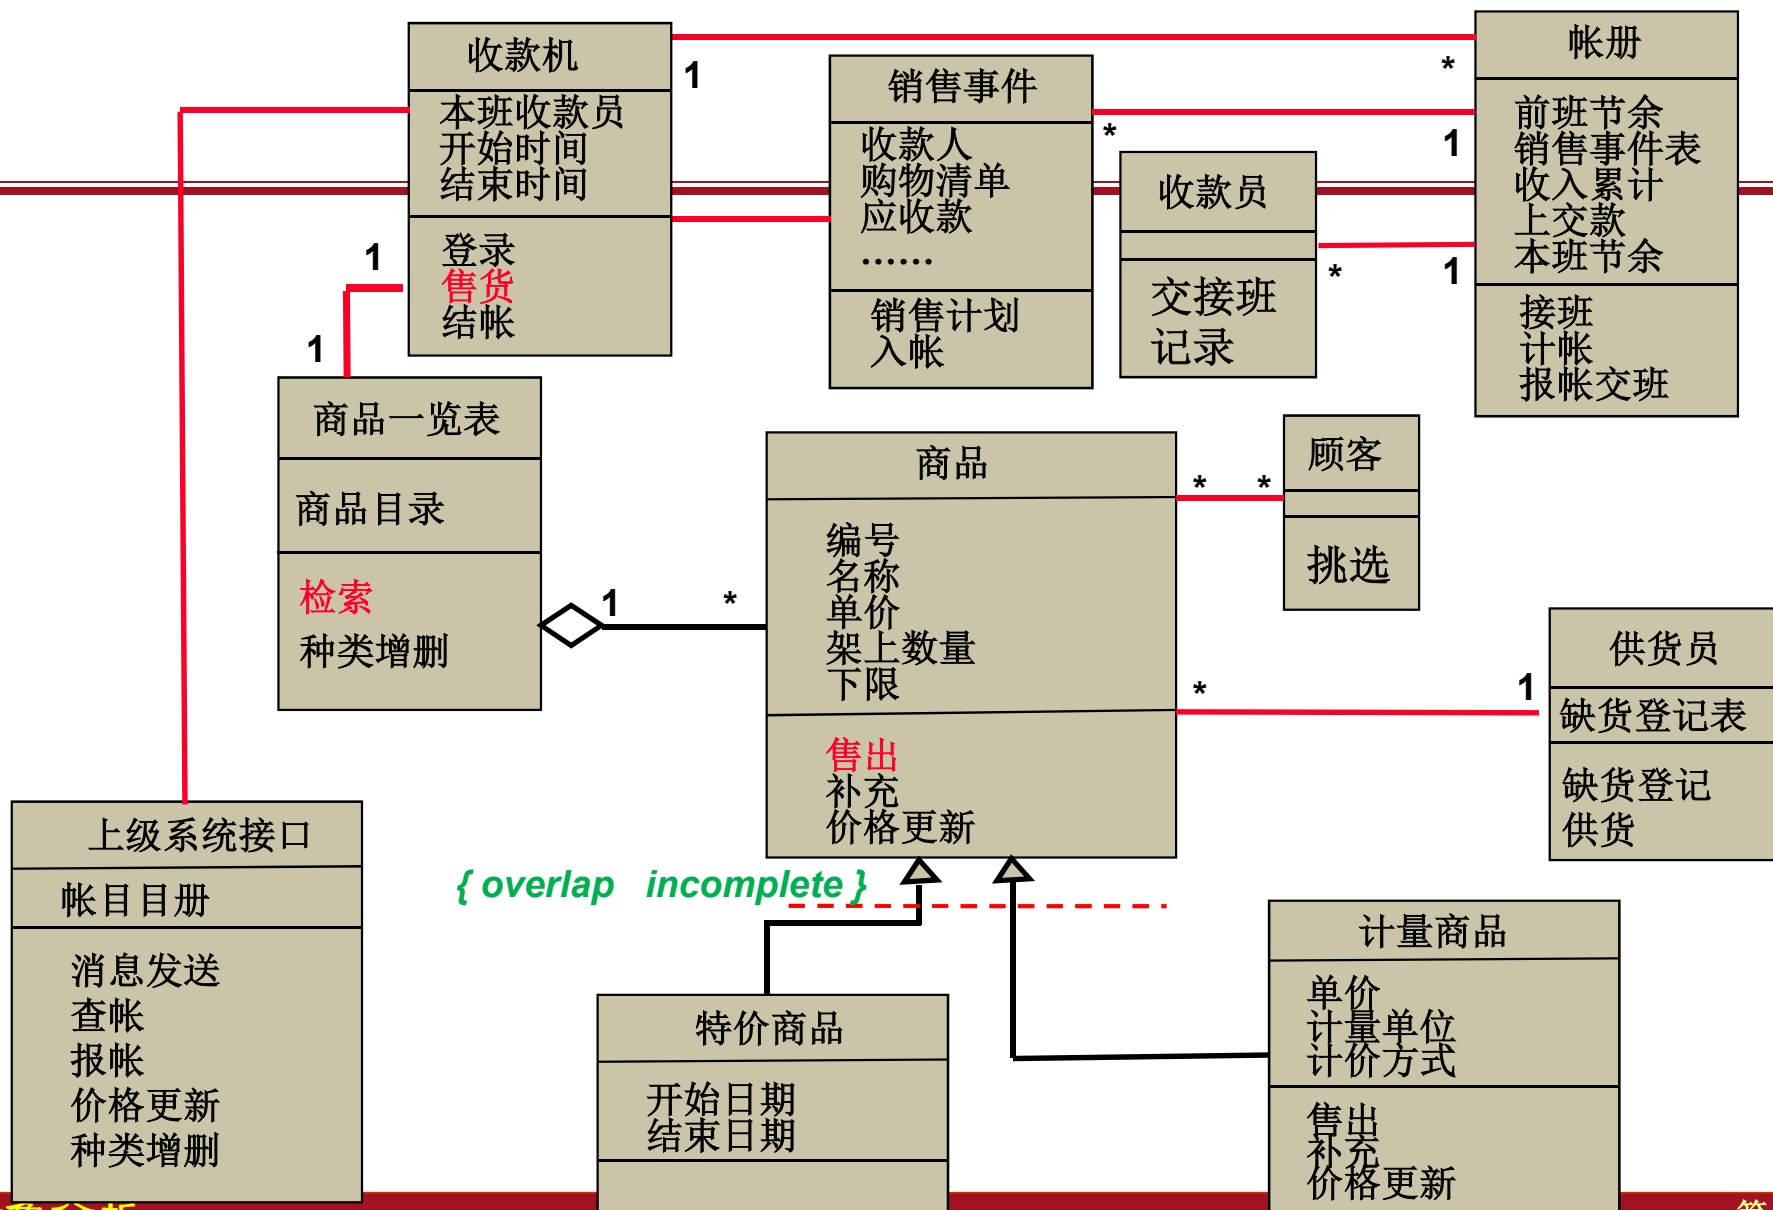 收款机
本班收款员
开始时间
结束时间
登录
售货
结帐
1
*
销售事件
收款人
购物清单
应收款
……
销售计划
入帐
*
1
收款员
交接班
记录
*
1
帐册
前班节余
销售事件表
收入累计
上交款
本班节余
接班
计帐
报帐交班
1
1
商品一览表
商品目录
检索
种类增删
1
*
商品
编号
名称
单价
架上数量
下限
售出
补充
价格更新
*
*
顾客
挑选
*
1
供货员
缺货登记表
缺货登记
供货
上级系统接口
帐目目册
消息发送
查帐
报帐
价格更新
种类增删
{ overlap incomplete }
特价商品
开始日期
结束日期
计量商品
单价
计量单位
计价方式
售出
补充
价格更新